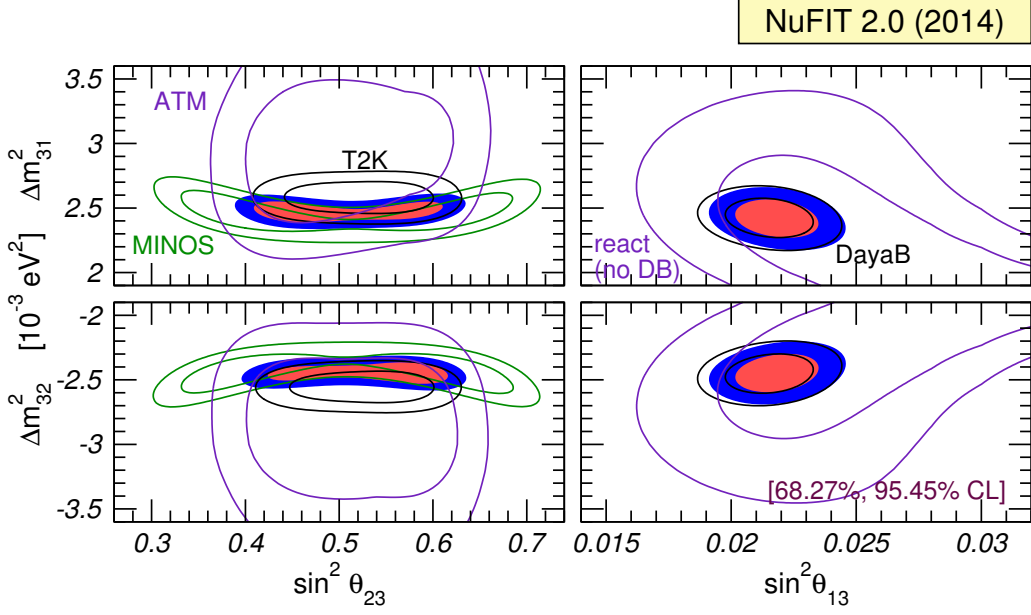 NuFIT 2.0 (2014)
3.5
3
2.5
2
Δm²₃₁
ATM
T2K
MINOS
react
(no DB)
DayaB
[10⁻³ eV²]
-2
-2.5
-3
-3.5
Δm²₃₂
[68.27%, 95.45% CL]
0.3 0.4 0.5 0.6 0.7
0.015 0.02 0.025 0.03
sin² θ₂₃
sin²θ₁₃